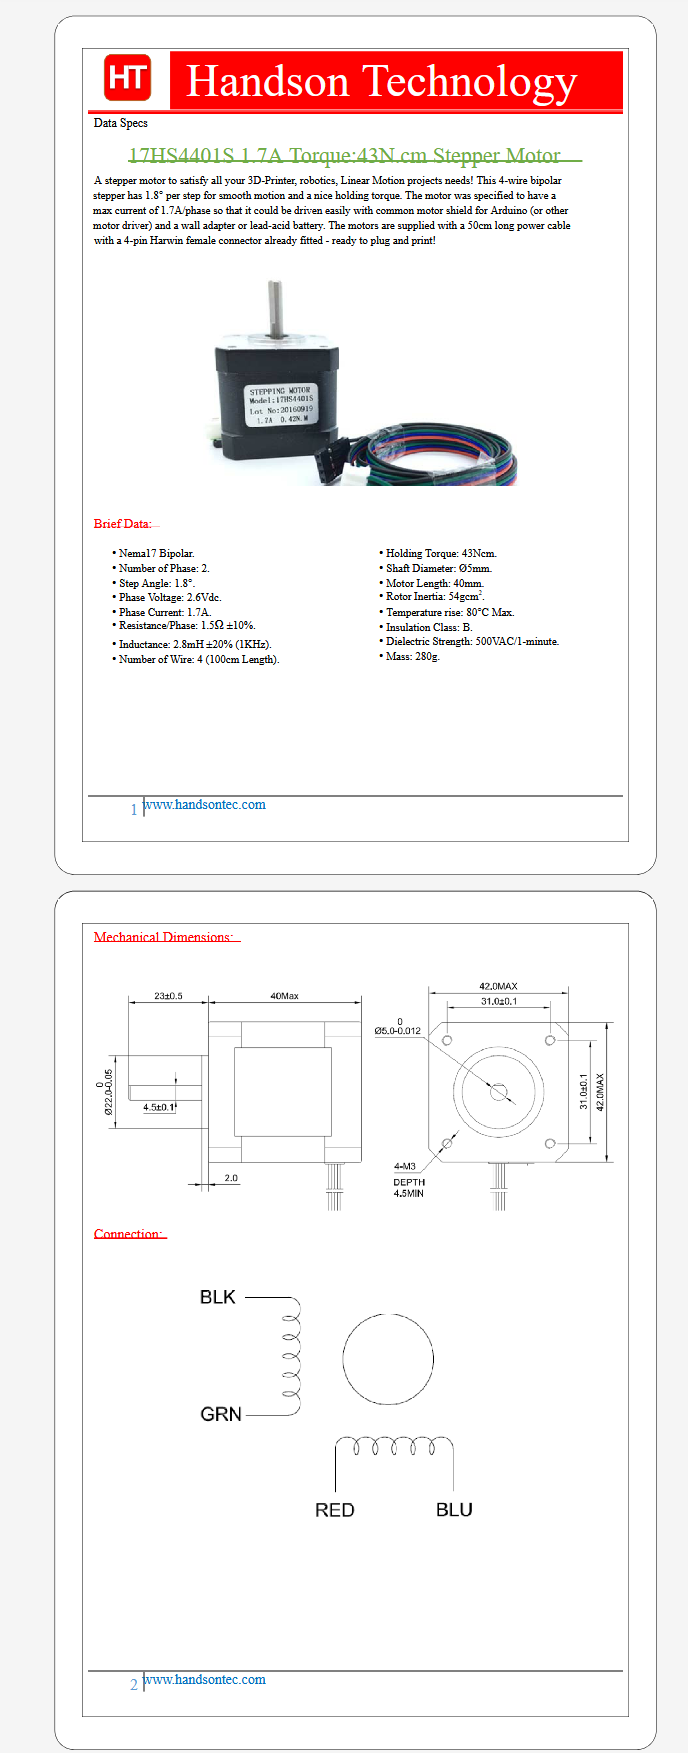 HT Handson Technology
Data Specs
17HS4401S 1.7A Torque:43N.cm Stepper Motor
A stepper motor to satisfy all your 3D-Printer, robotics, Linear Motion projects needs! This 4-wire bipolar
stepper has 1.8° per step for smooth motion and a nice holding torque. The motor was specified to have a
max current of 1.7A/phase so that it could be driven easily with common motor shield for Arduino (or other
motor driver) and a wall adapter or lead-acid battery. The motors are supplied with a 50cm long power cable
with a 4-pin Harwin female connector already fitted - ready to plug and print!
STEPPING MOTOR
Model:17HS4401S
Lot No:20160919
1.7A 0.42N.M
Brief Data:
• Nema17 Bipolar.
• Number of Phase: 2.
• Step Angle: 1.8°.
• Phase Voltage: 2.6Vdc.
• Phase Current: 1.7A.
• Resistance/Phase: 1.5Ω ±10%.
• Inductance: 2.8mH ±20% (1KHz).
• Number of Wire: 4 (100cm Length).
• Holding Torque: 43Ncm.
• Shaft Diameter: Ø5mm.
• Motor Length: 40mm.
• Rotor Inertia: 54gcm².
• Temperature rise: 80°C Max.
• Insulation Class: B.
• Dielectric Strength: 500VAC/1-minute.
• Mass: 280g.
1 www.handsontec.com
Mechanical Dimensions:
23±0.5
40Max
42.0MAX
31.0±0.1
0
Ø5.0-0.012
0
Ø22.0-0.05
4.5±0.1
2.0
31.0±0.1
42.0MAX
4-M3
DEPTH
4.5MIN
Connection:
BLK
GRN
RED BLU
2 www.handsontec.com